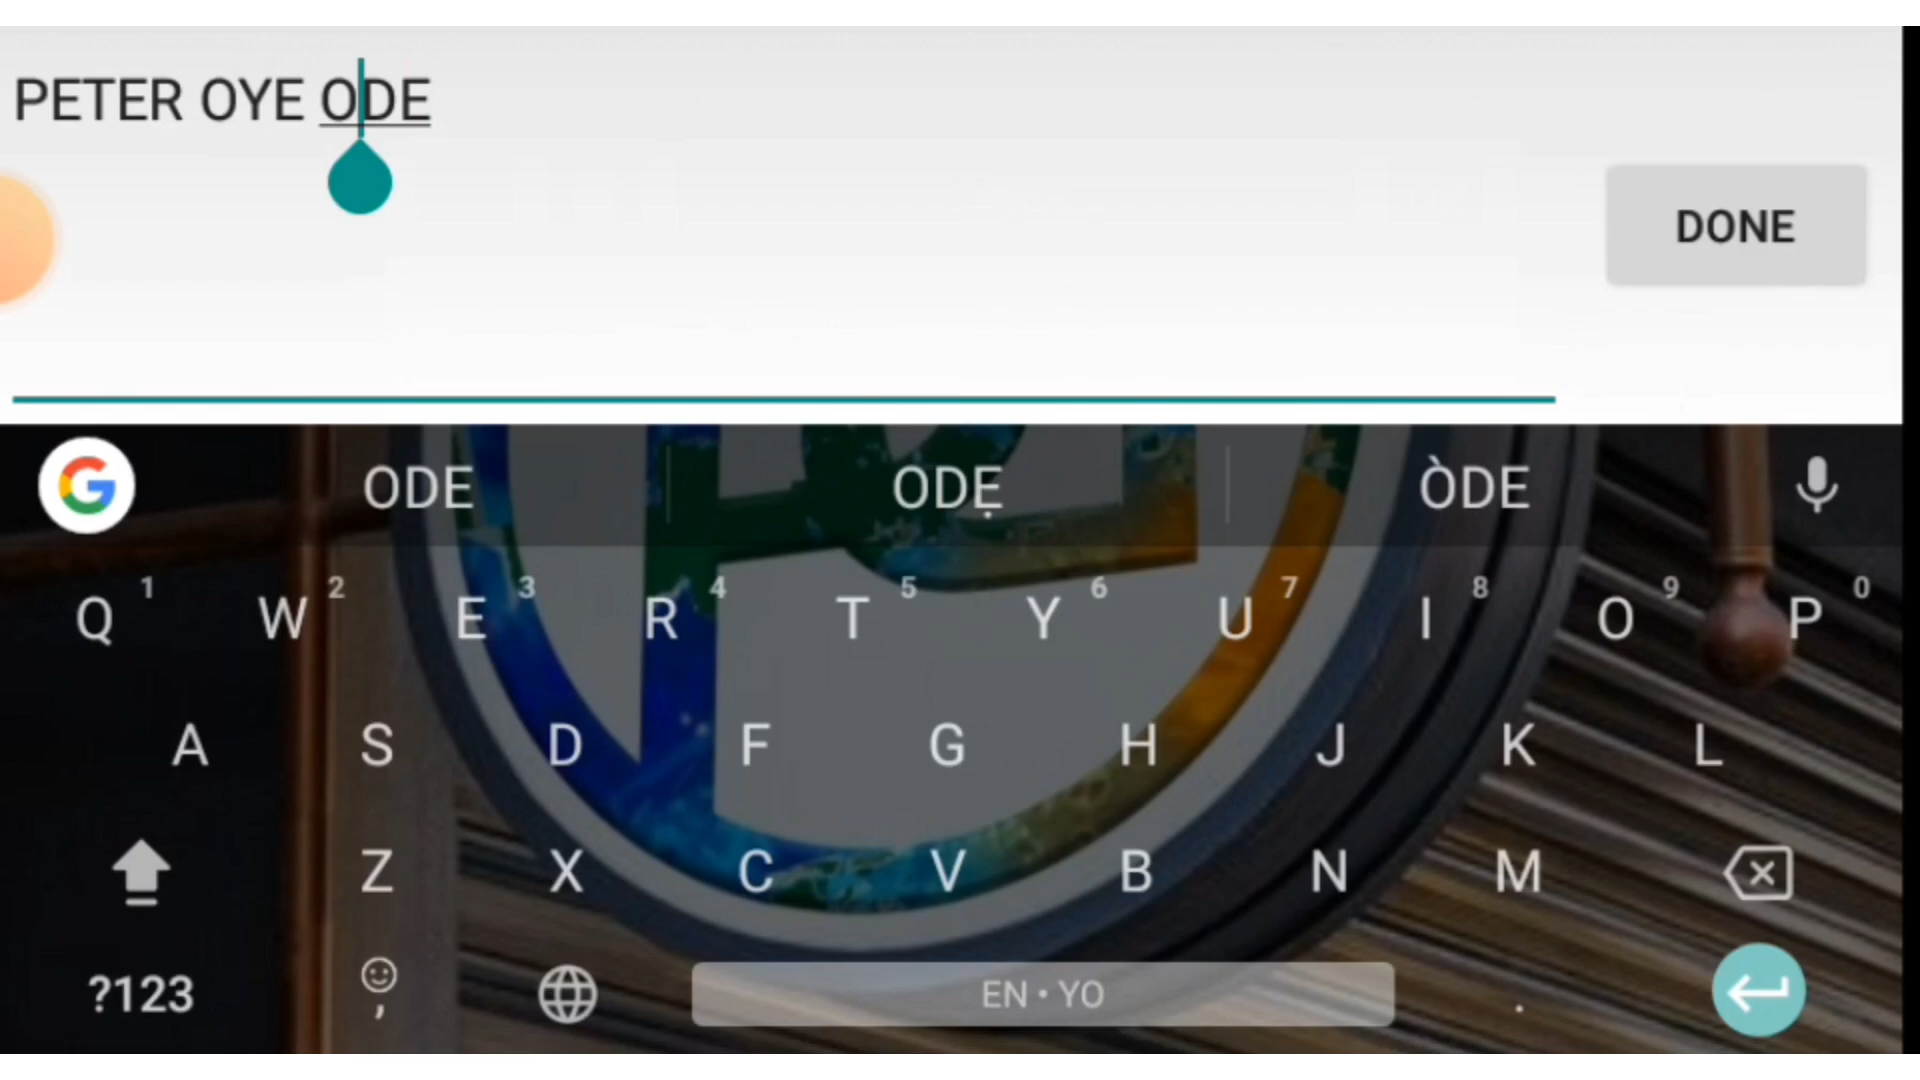 PETER OYE ODE
DONE
ODE ODẸ ÒDE
Q 1 W 2 E 3 R 4 T 5 Y 6 U 7 I 8 O 9 P 0
A S D F G H J K L
Z X C V B N M
?123 , EN • YO .